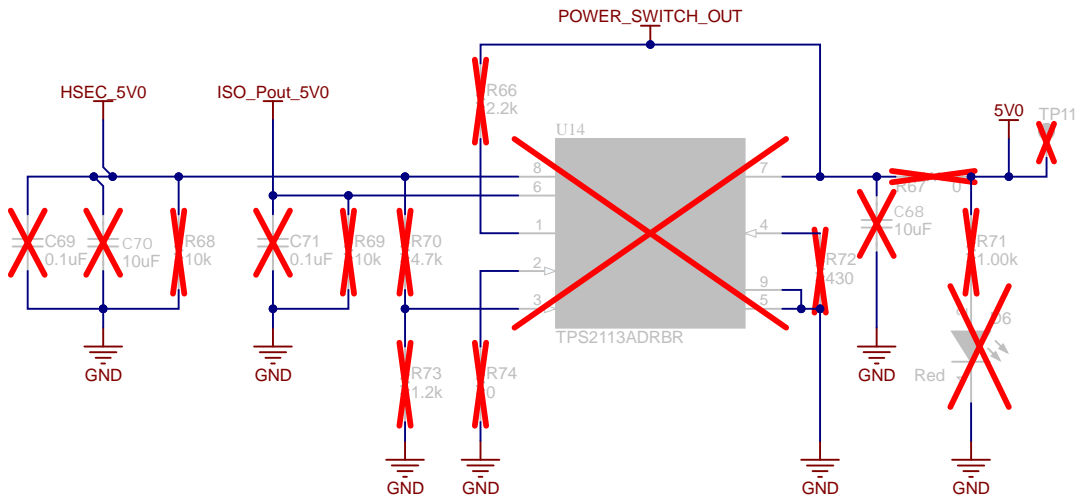 POWER_SWITCH_OUT
HSEC_5V0
ISO_Pout_5V0
R66
2.2k
5V0
TP11
U14
8
6
1
2
3
7
4
9
5
TPS2113ADRBR
C69
0.1uF
C70
10uF
R68
10k
C71
0.1uF
R69
10k
R70
4.7k
R67
0
C68
10uF
R72
430
R71
1.00k
D6
Red
R73
1.2k
R74
0
GND
GND
GND
GND
GND
GND
GND